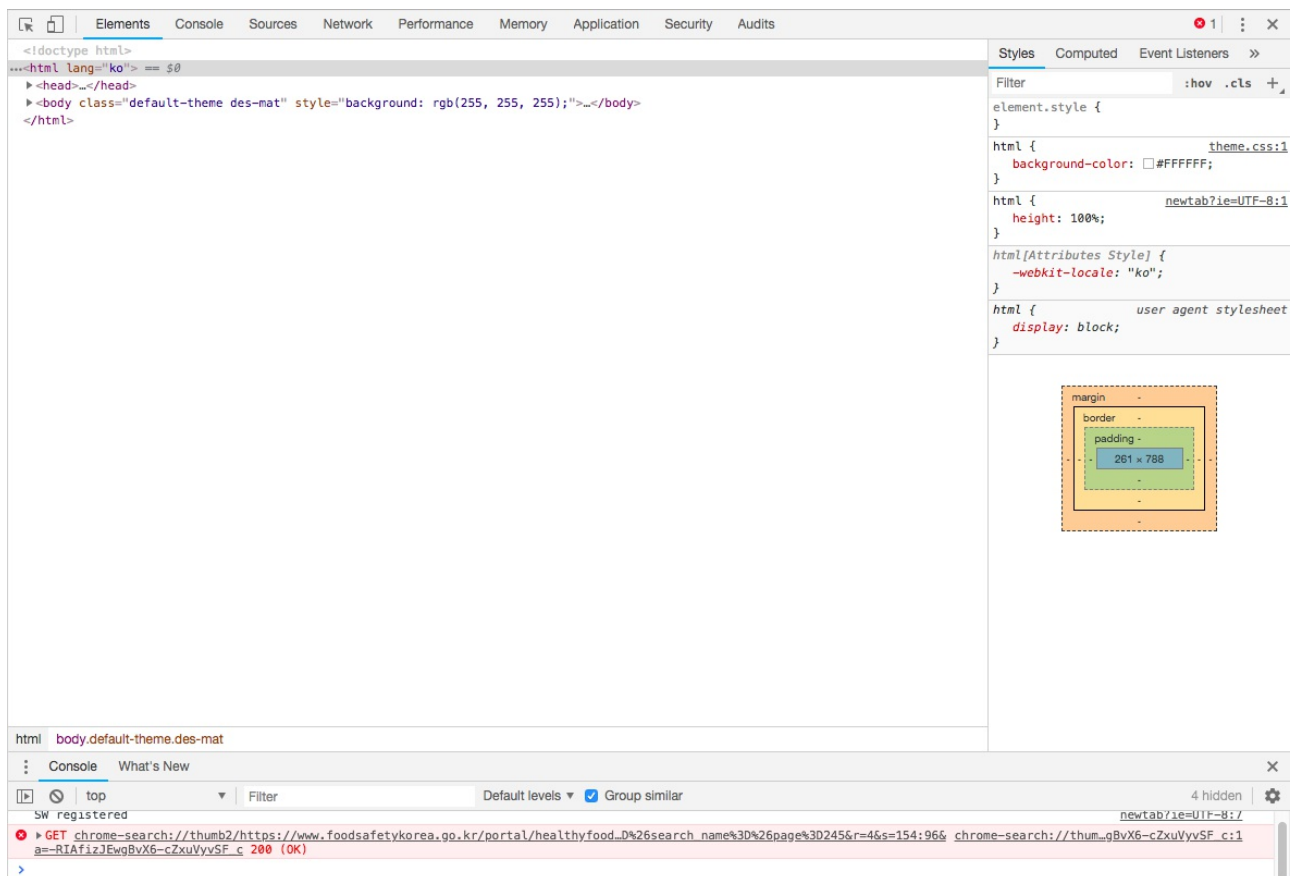 Elements Console Sources Network Performance Memory Application Security Audits 1
<!doctype html>
...<html lang="ko"> == $0
<head>…</head>
<body class="default-theme des-mat" style="background: rgb(255, 255, 255);">…</body>
</html>
Styles Computed Event Listeners »
Filter :hov .cls +
element.style {
}
html { theme.css:1
background-color: #FFFFFF;
}
html { newtab?ie=UTF-8:1
height: 100%;
}
html[Attributes Style] {
-webkit-locale: "ko";
}
html { user agent stylesheet
display: block;
}
margin -
border -
padding -
- - - 261 × 788 - - -
-
-
-
html body.default-theme.des-mat
Console What's New
top Filter Default levels Group similar 4 hidden
SW registered newtab?ie=UTF-8:7
GET chrome-search://thumb2/https://www.foodsafetykorea.go.kr/portal/healthyfood…D%26search_name%3D%26page%3D245&r=4&s=154:96& chrome-search://thum…gBvX6-cZxuVyvSF_c:1
a=-RIAfizJEwgBvX6-cZxuVyvSF_c 200 (OK)
>